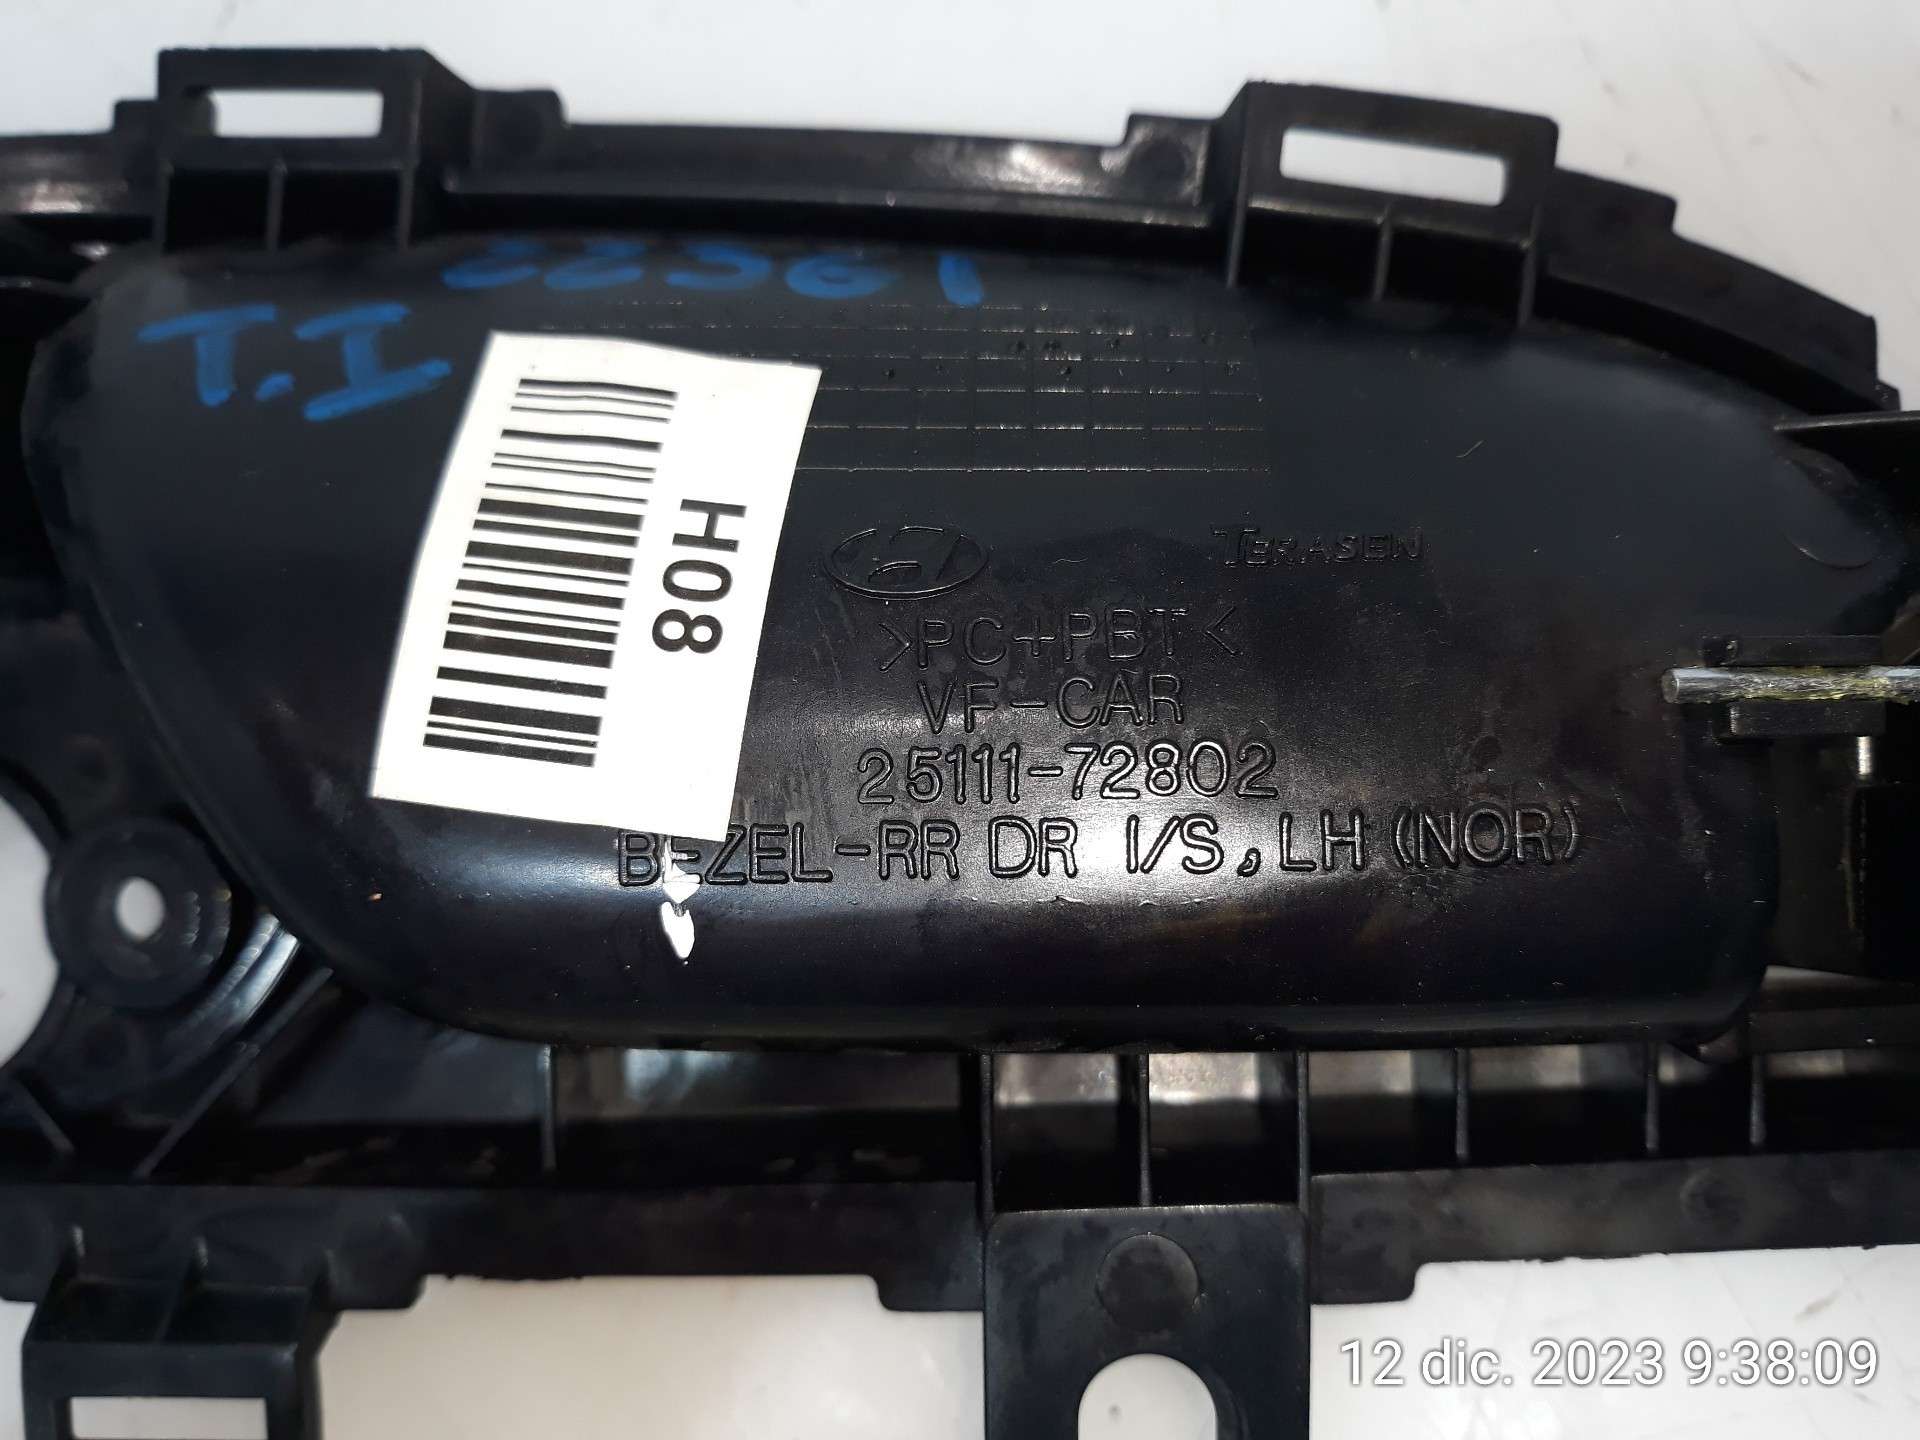 22361
T.I
H08
TERASEN
>PC+PBT<
VF-CAR
25111-72802
BEZEL-RR DR I/S, LH (NOR)
12 dic. 2023 9:38:09